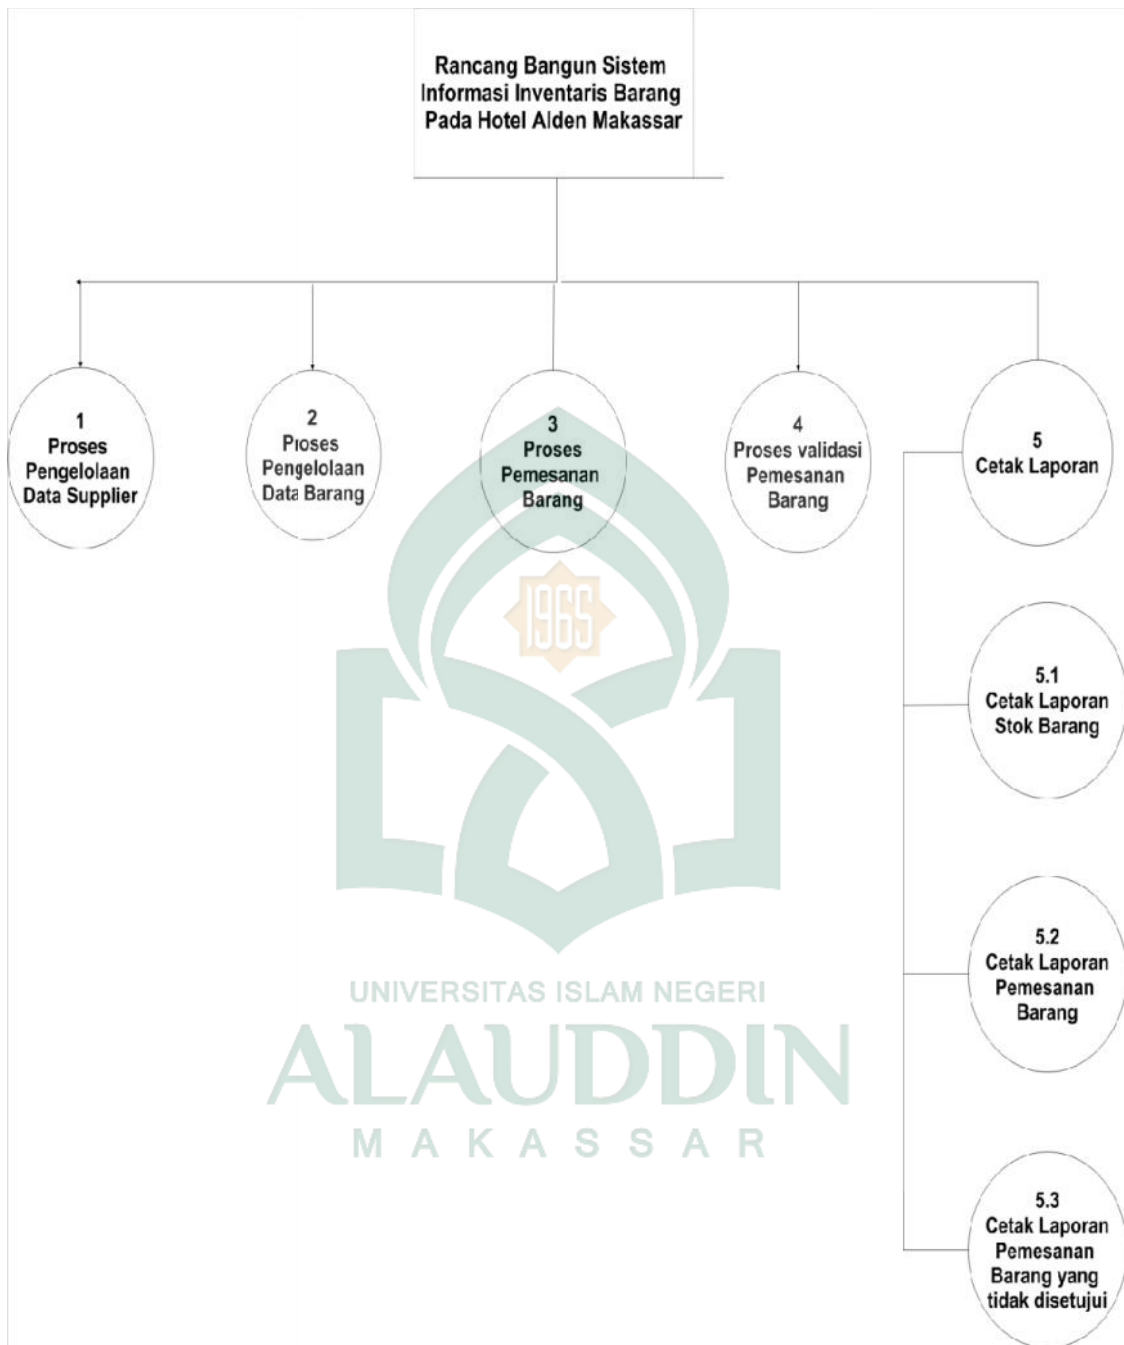 Rancang Bangun Sistem
Informasi Inventaris Barang
Pada Hotel Alden Makassar
1
Proses
Pengelolaan
Data Supplier
2
Proses
Pengelolaan
Data Barang
3
Proses
Pemesanan
Barang
4
Proses validasi
Pemesanan
Barang
5
Cetak Laporan
5.1
Cetak Laporan
Stok Barang
5.2
Cetak Laporan
Pemesanan
Barang
5.3
Cetak Laporan
Pemesanan
Barang yang
tidak disetujui
1965
UNIVERSITAS ISLAM NEGERI
ALAUDDIN
MAKASSAR